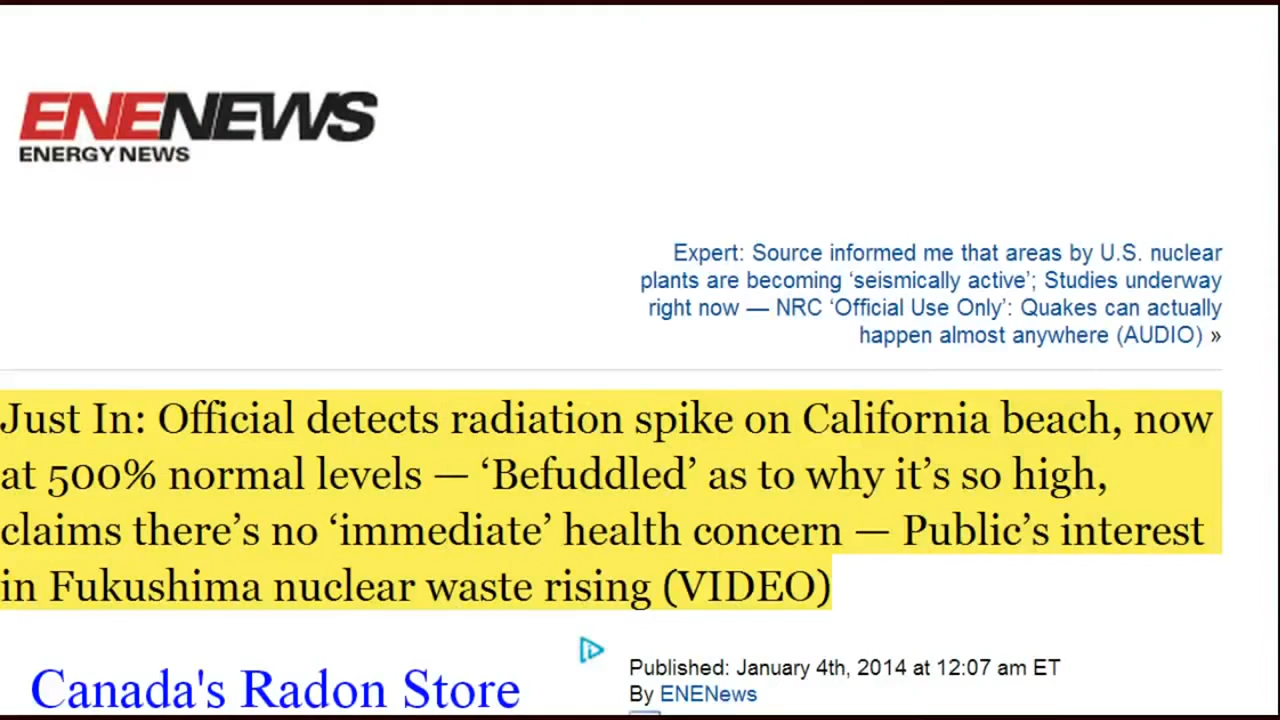 ENENEWS
ENERGY NEWS
Expert: Source informed me that areas by U.S. nuclear
plants are becoming ‘seismically active’; Studies underway
right now — NRC ‘Official Use Only’: Quakes can actually
happen almost anywhere (AUDIO) »
Just In: Official detects radiation spike on California beach, now
at 500% normal levels — ‘Befuddled’ as to why it’s so high,
claims there’s no ‘immediate’ health concern — Public’s interest
in Fukushima nuclear waste rising (VIDEO)
Canada's Radon Store
Published: January 4th, 2014 at 12:07 am ET
By ENENews